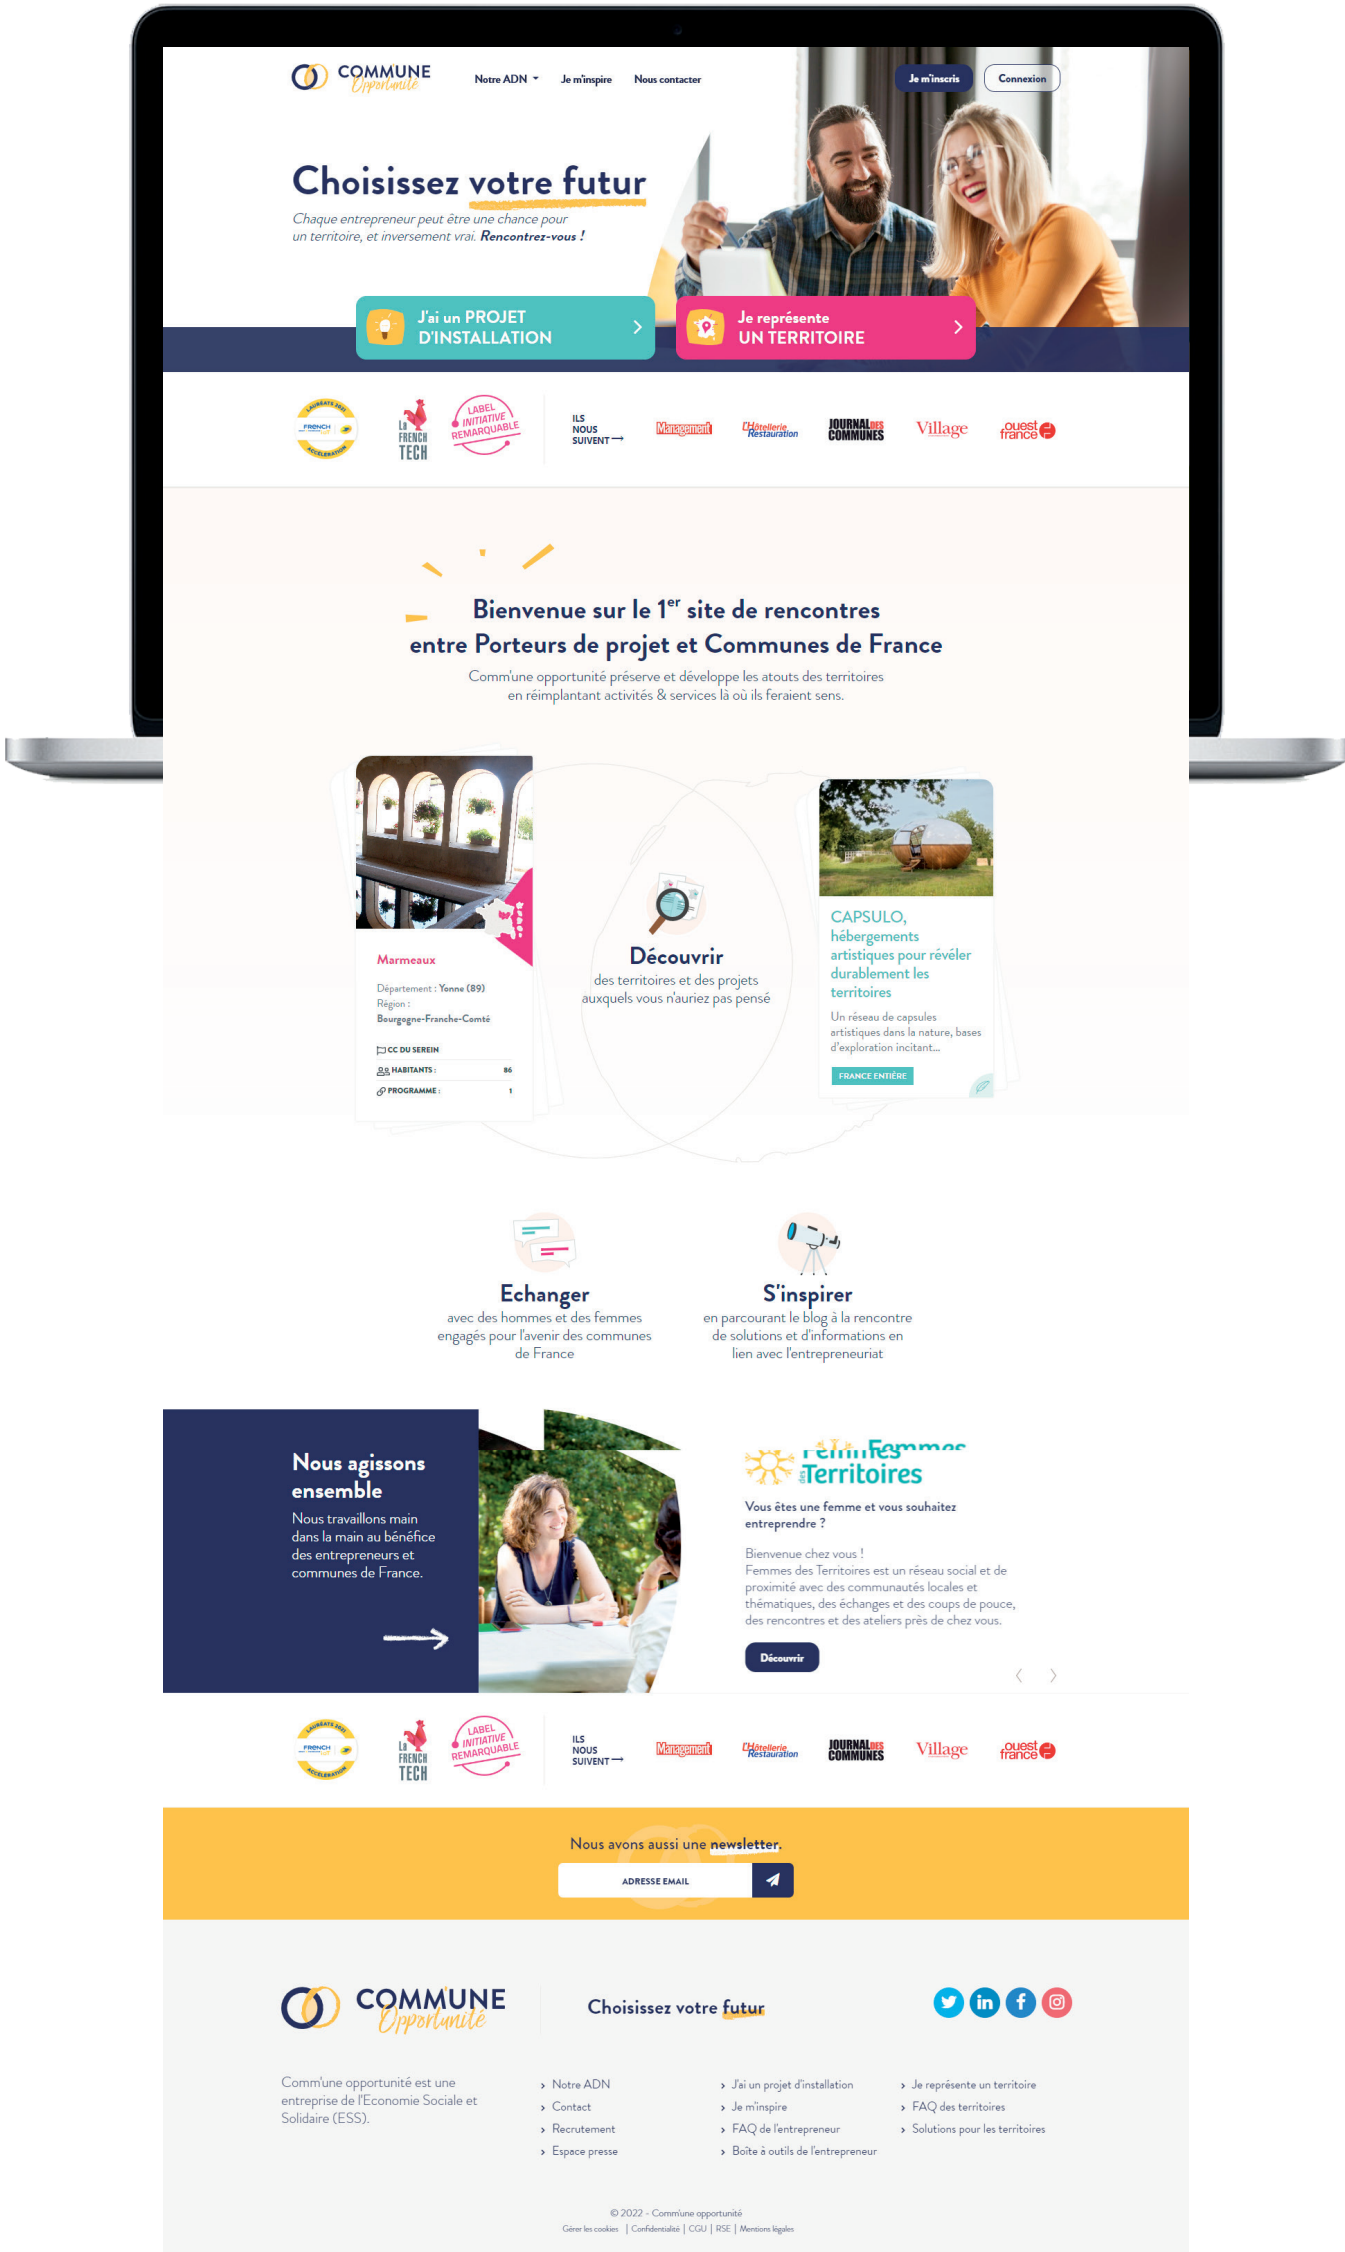 COMMUNE
Opportunité
Notre ADN
Je m'inspire
Nous contacter
Je m'inscris
Connexion
Choisissez votre futur
Chaque entrepreneur peut être une chance pour
un territoire, et inversement vrai. Rencontrez-vous !
J'ai un PROJET
D'INSTALLATION
Je représente
UN TERRITOIRE
LAURÉATS 2021
FRENCH
ACCÉLÉRATION
La
FRENCH
TECH
LABEL
INITIATIVE
REMARQUABLE
ILS
NOUS
SUIVENT
Management
L'Hôtellerie
Restauration
JOURNAL DES
COMMUNES
Village
ouest
france
Bienvenue sur le 1er site de rencontres
entre Porteurs de projet et Communes de France
Comm'une opportunité préserve et développe les atouts des territoires
en réimplantant activités & services là où ils feraient sens.
Marmeaux
Département : Yonne (89)
Région :
Bourgogne-Franche-Comté
CC DU SEREIN
HABITANTS : 86
PROGRAMME : 1
Découvrir
des territoires et des projets
auxquels vous n'auriez pas pensé
CAPSULO,
hébergements
artistiques pour révéler
durablement les
territoires
Un réseau de capsules
artistiques dans la nature, bases
d'exploration incitant...
FRANCE ENTIÈRE
Echanger
avec des hommes et des femmes
engagés pour l'avenir des communes
de France
S'inspirer
en parcourant le blog à la rencontre
de solutions et d'informations en
lien avec l'entrepreneuriat
Nous agissons
ensemble
Nous travaillons main
dans la main au bénéfice
des entrepreneurs et
communes de France.
Femmes
des Territoires
Vous êtes une femme et vous souhaitez
entreprendre ?
Bienvenue chez vous !
Femmes des Territoires est un réseau social et de
proximité avec des communautés locales et
thématiques, des échanges et des coups de pouce,
des rencontres et des ateliers près de chez vous.
Découvrir
LAURÉATS 2021
FRENCH
ACCÉLÉRATION
La
FRENCH
TECH
LABEL
INITIATIVE
REMARQUABLE
ILS
NOUS
SUIVENT
Management
L'Hôtellerie
Restauration
JOURNAL DES
COMMUNES
Village
ouest
france
Nous avons aussi une newsletter.
ADRESSE EMAIL
COMM'UNE
Opportunité
Choisissez votre futur
Comm'une opportunité est une
entreprise de l'Economie Sociale et
Solidaire (ESS).
Notre ADN
Contact
Recrutement
Espace presse
J'ai un projet d'installation
Je m'inspire
FAQ de l'entrepreneur
Boîte à outils de l'entrepreneur
Je représente un territoire
FAQ des territoires
Solutions pour les territoires
© 2022 - Comm'une opportunité
Gérer les cookies | Confidentialité | CGU | RSE | Mentions légales